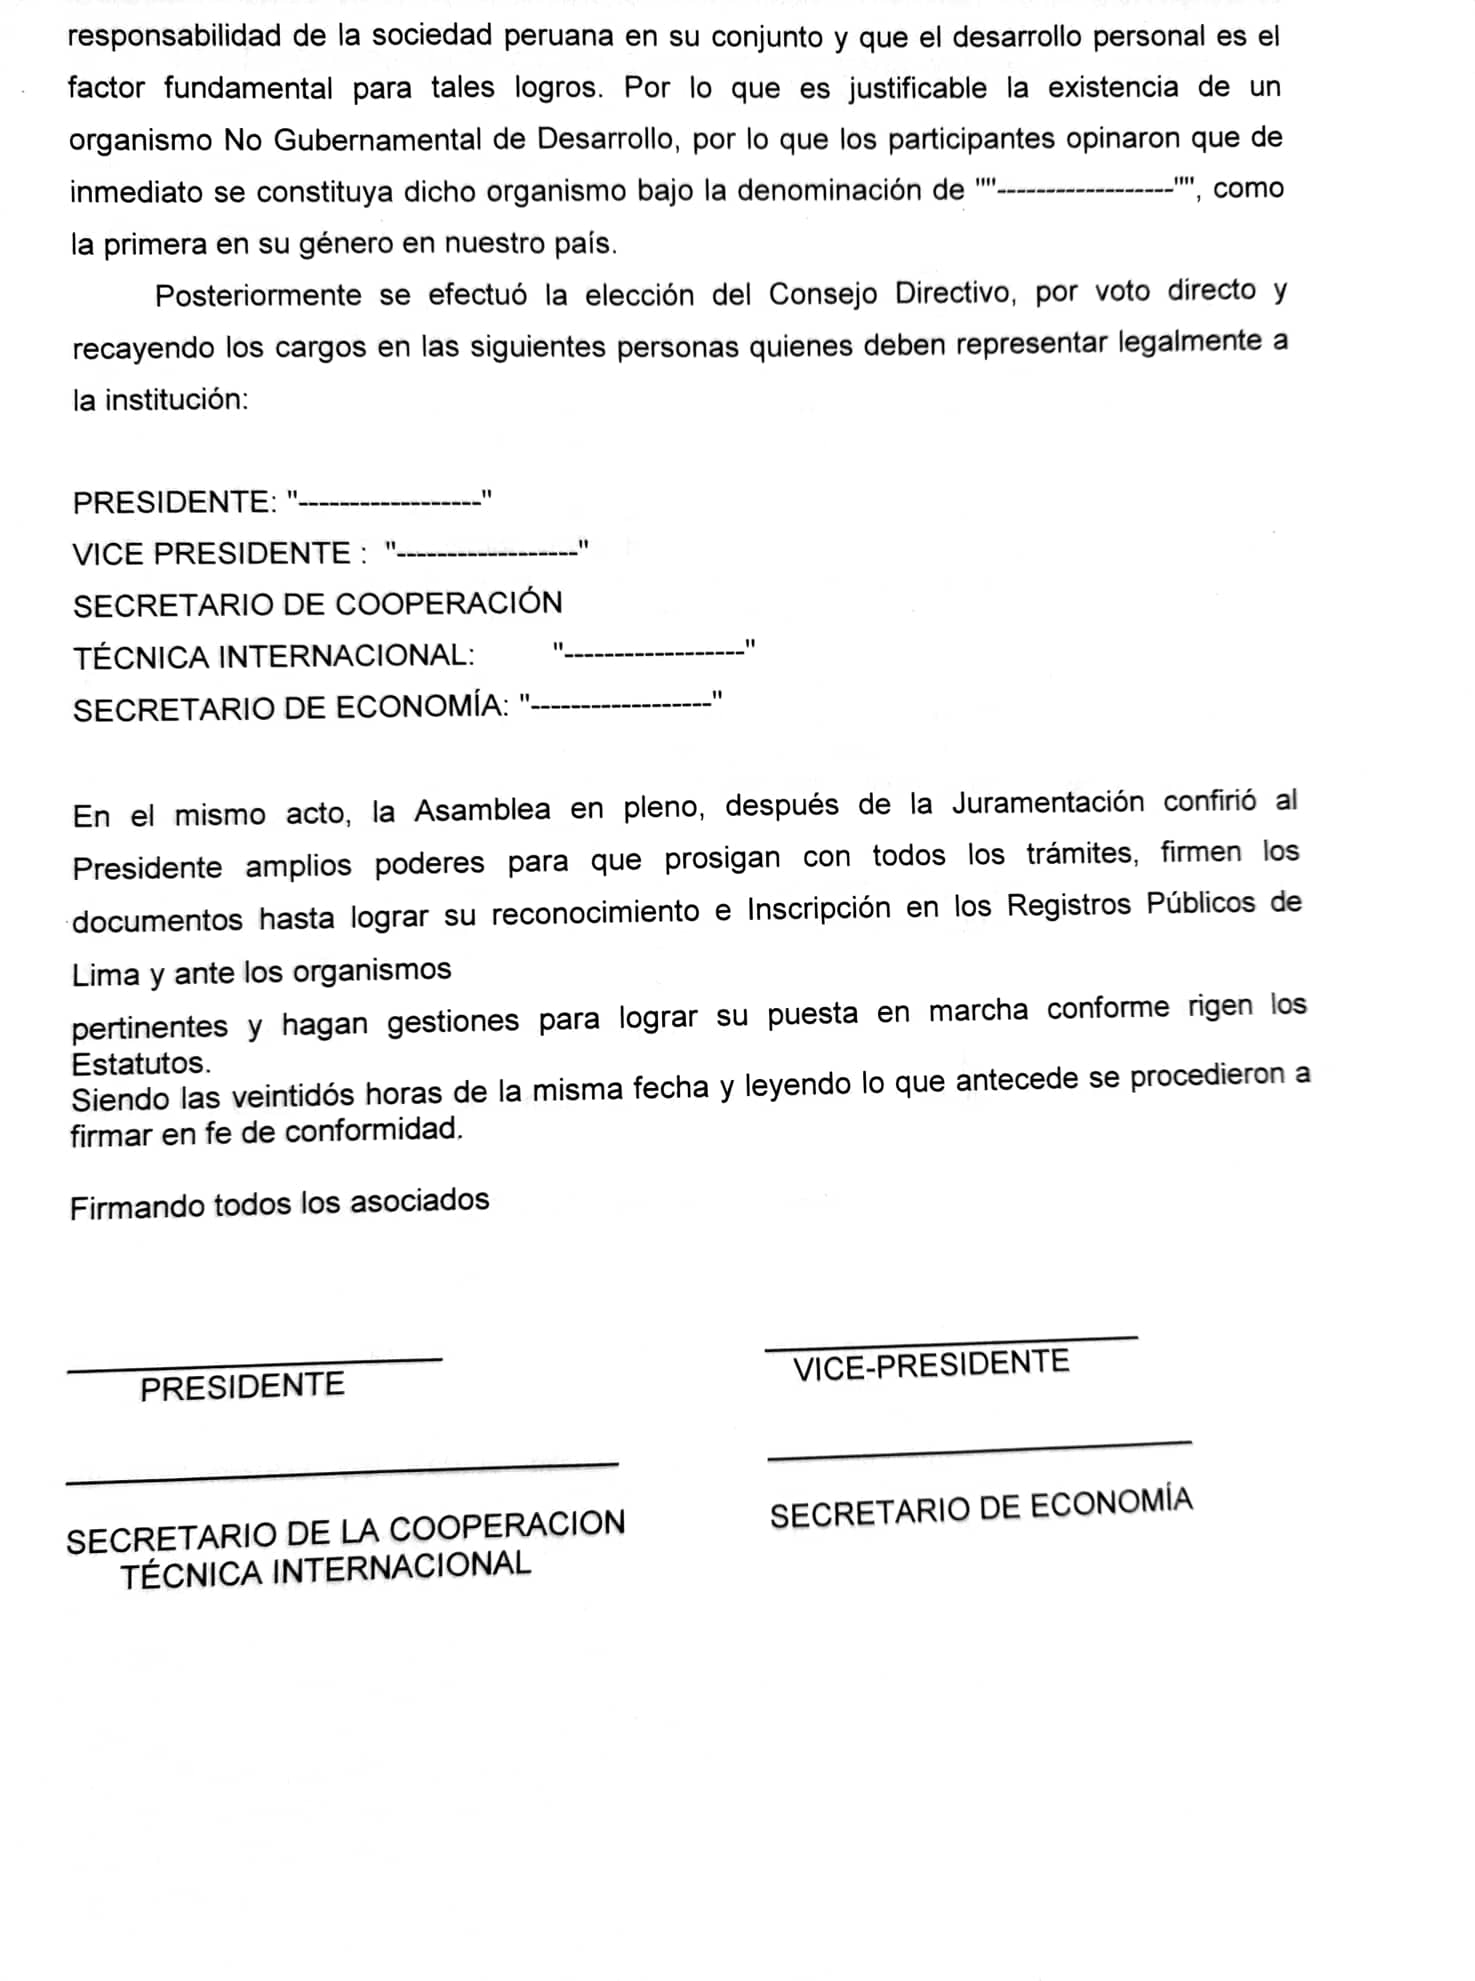 responsabilidad de la sociedad peruana en su conjunto y que el desarrollo personal es el
factor fundamental para tales logros. Por lo que es justificable la existencia de un
organismo No Gubernamental de Desarrollo, por lo que los participantes opinaron que de
inmediato se constituya dicho organismo bajo la denominación de ""------------------"", como
la primera en su género en nuestro país.
Posteriormente se efectuó la elección del Consejo Directivo, por voto directo y
recayendo los cargos en las siguientes personas quienes deben representar legalmente a
la institución:
PRESIDENTE: "------------------"
VICE PRESIDENTE : "------------------"
SECRETARIO DE COOPERACIÓN
TÉCNICA INTERNACIONAL: "------------------"
SECRETARIO DE ECONOMÍA: "------------------"
En el mismo acto, la Asamblea en pleno, después de la Juramentación confirió al
Presidente amplios poderes para que prosigan con todos los trámites, firmen los
documentos hasta lograr su reconocimiento e Inscripción en los Registros Públicos de
Lima y ante los organismos
pertinentes y hagan gestiones para lograr su puesta en marcha conforme rigen los
Estatutos.
Siendo las veintidós horas de la misma fecha y leyendo lo que antecede se procedieron a
firmar en fe de conformidad.
Firmando todos los asociados
PRESIDENTE
VICE-PRESIDENTE
SECRETARIO DE LA COOPERACION
TÉCNICA INTERNACIONAL
SECRETARIO DE ECONOMÍA